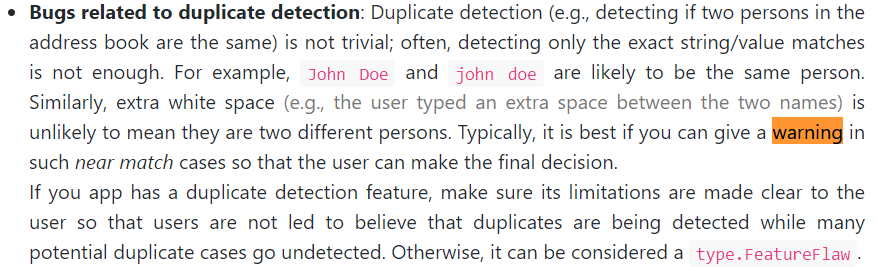 • Bugs related to duplicate detection: Duplicate detection (e.g., detecting if two persons in the
address book are the same) is not trivial; often, detecting only the exact string/value matches
is not enough. For example, John Doe and john doe are likely to be the same person.
Similarly, extra white space (e.g., the user typed an extra space between the two names) is
unlikely to mean they are two different persons. Typically, it is best if you can give a warning in
such near match cases so that the user can make the final decision.
If you app has a duplicate detection feature, make sure its limitations are made clear to the
user so that users are not led to believe that duplicates are being detected while many
potential duplicate cases go undetected. Otherwise, it can be considered a type.FeatureFlaw .